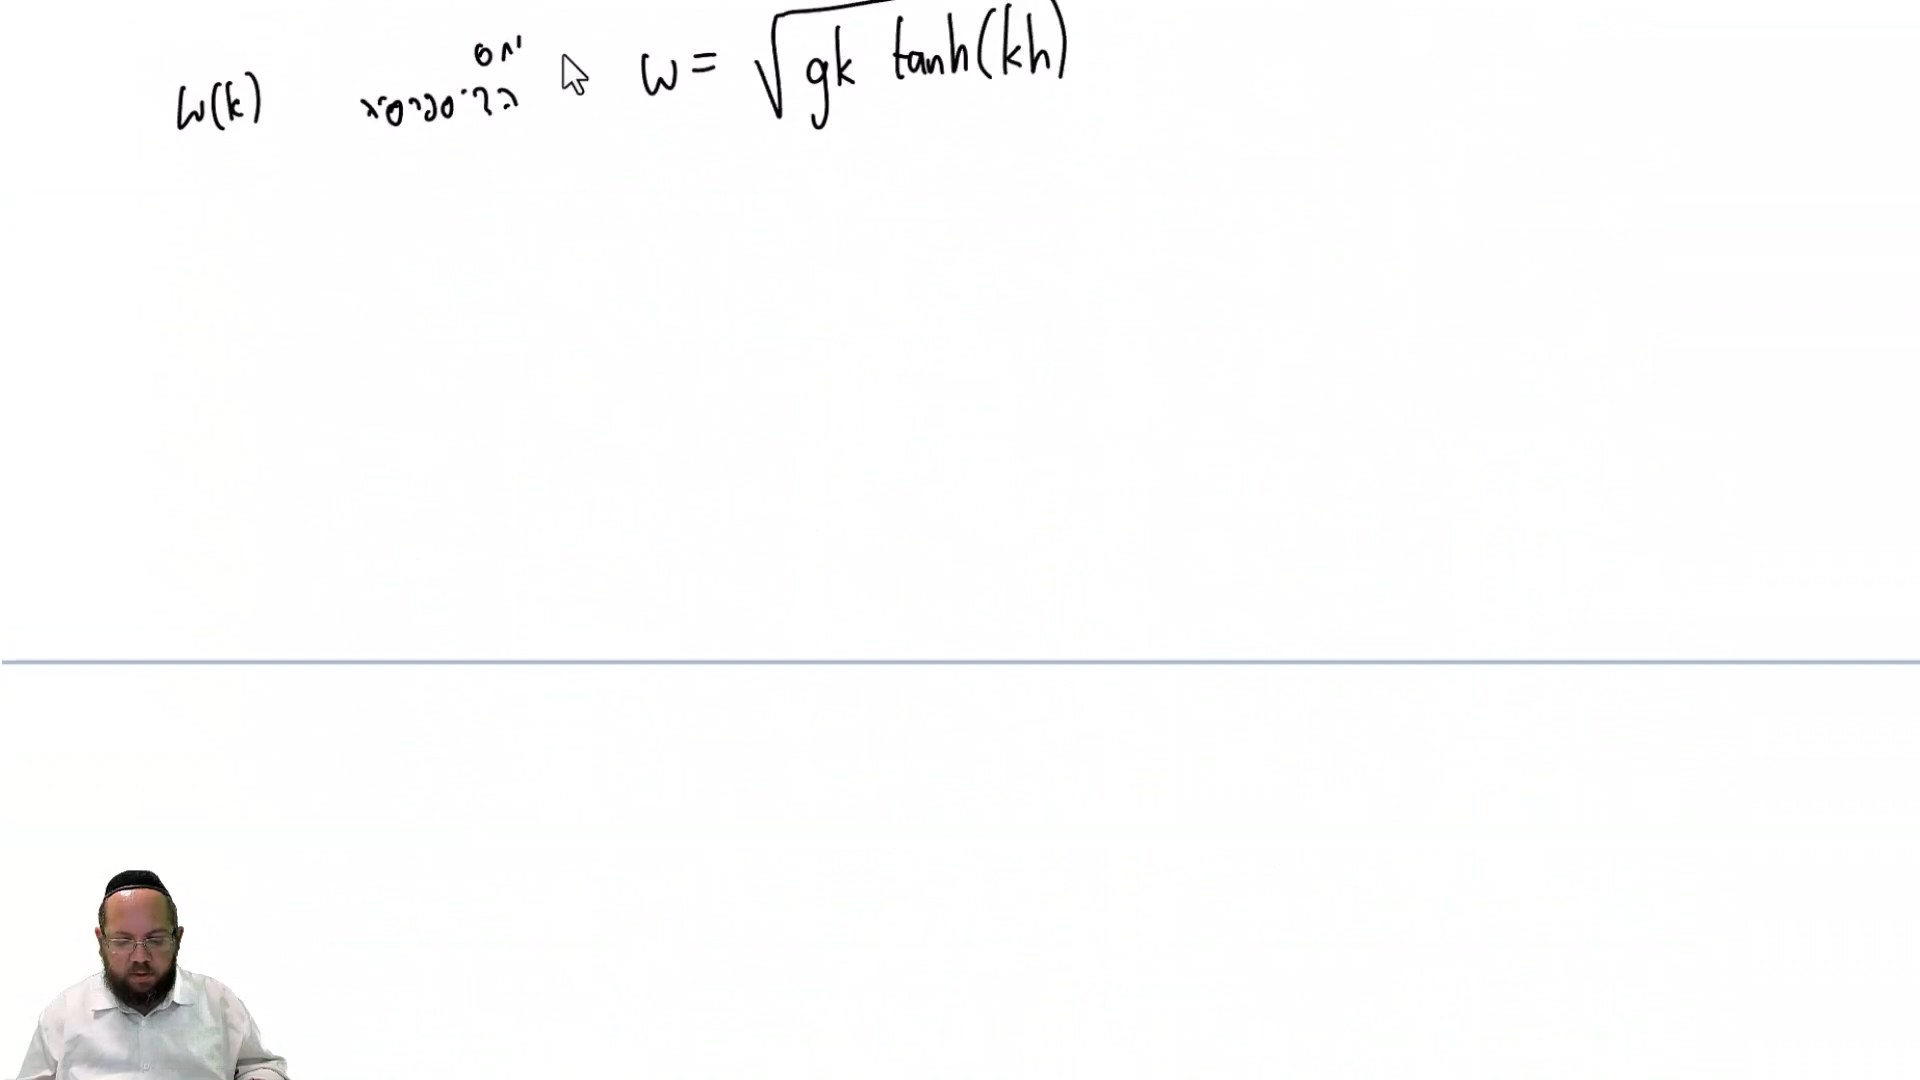 ω(k)
יחס
הדיספרסיה
ω = √gk tanh(kh)